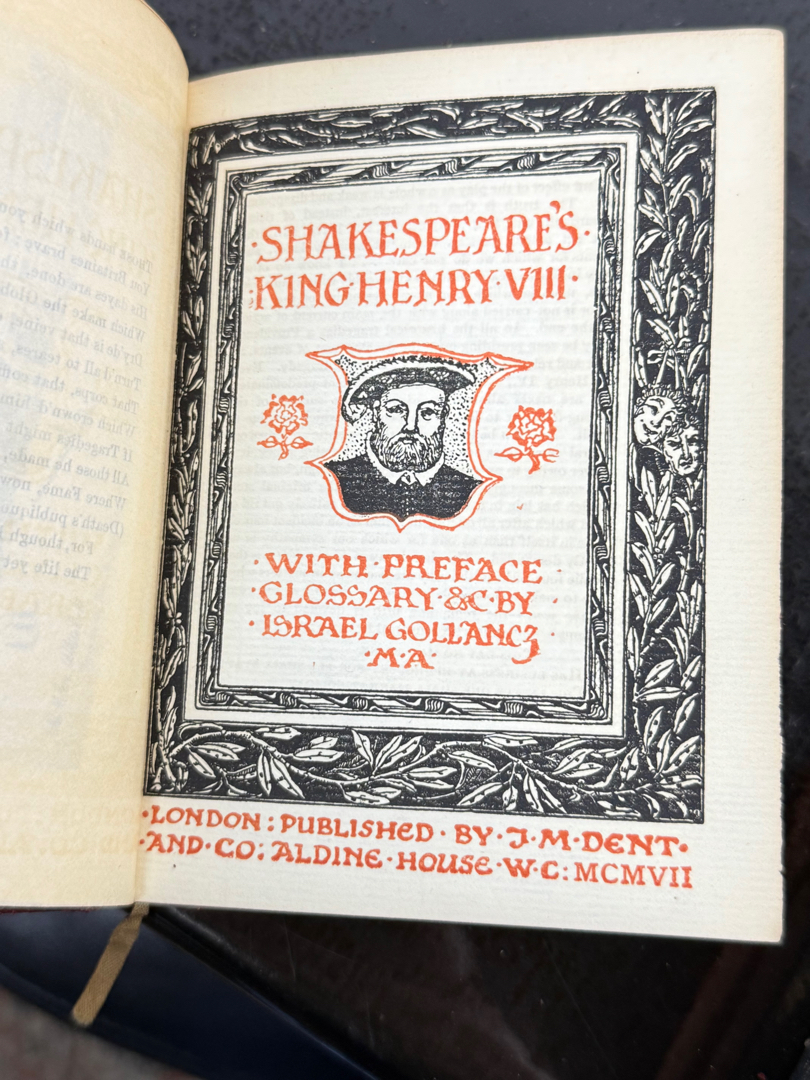 ·SHAKESPEARE'S·
·KING·HENRY·VIII·
·WITH·PREFACE·
·GLOSSARY·&C·BY·
·ISRAEL GOLLANCZ·
·M·A·
·LONDON: PUBLISHED·BY·J·M·DENT·
·AND·CO: ALDINE·HOUSE·W·C: MCMVII